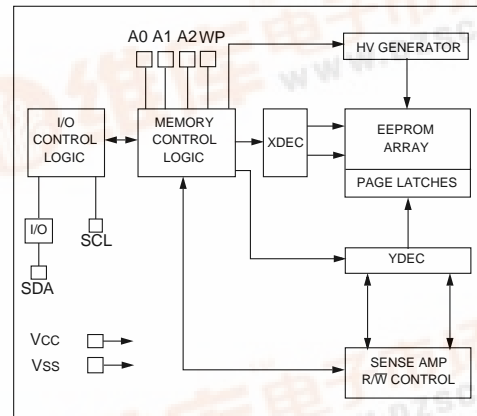 A0 A1 A2 WP
HV GENERATOR
I/O
CONTROL
LOGIC
MEMORY
CONTROL
LOGIC
XDEC
EEPROM
ARRAY
PAGE LATCHES
I/O
SCL
SDA
YDEC
VCC
VSS
SENSE AMP
R/W̅ CONTROL